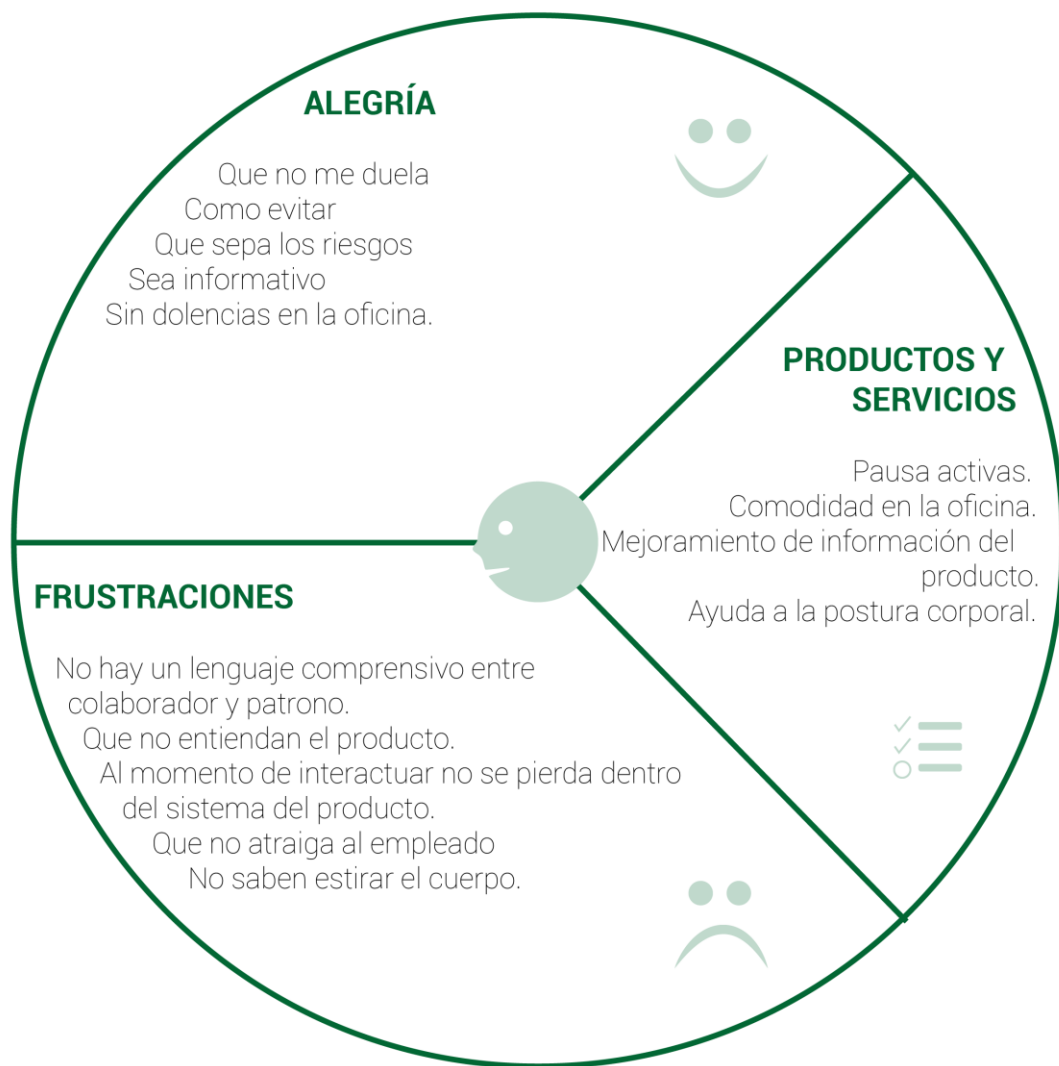 ALEGRÍA
Que no me duela
Como evitar
Que sepa los riesgos
Sea informativo
Sin dolencias en la oficina.
PRODUCTOS Y
SERVICIOS
Pausa activas.
Comodidad en la oficina.
Mejoramiento de información del
producto.
Ayuda a la postura corporal.
FRUSTRACIONES
No hay un lenguaje comprensivo entre
colaborador y patrono.
Que no entiendan el producto.
Al momento de interactuar no se pierda dentro
del sistema del producto.
Que no atraiga al empleado
No saben estirar el cuerpo.